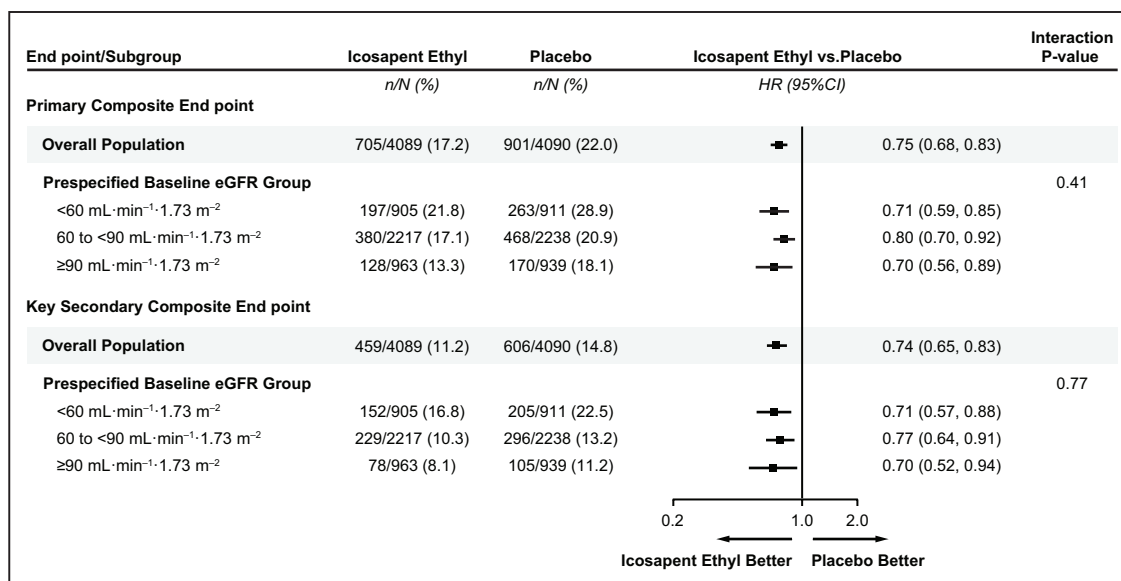 End point/Subgroup Icosapent Ethyl Placebo Icosapent Ethyl vs.Placebo Interaction P-value
n/N (%) n/N (%) HR (95%CI)
Primary Composite End point
Overall Population 705/4089 (17.2) 901/4090 (22.0) 0.75 (0.68, 0.83)
Prespecified Baseline eGFR Group 0.41
<60 mL·min⁻¹·1.73 m⁻² 197/905 (21.8) 263/911 (28.9) 0.71 (0.59, 0.85)
60 to <90 mL·min⁻¹·1.73 m⁻² 380/2217 (17.1) 468/2238 (20.9) 0.80 (0.70, 0.92)
≥90 mL·min⁻¹·1.73 m⁻² 128/963 (13.3) 170/939 (18.1) 0.70 (0.56, 0.89)
Key Secondary Composite End point
Overall Population 459/4089 (11.2) 606/4090 (14.8) 0.74 (0.65, 0.83)
Prespecified Baseline eGFR Group 0.77
<60 mL·min⁻¹·1.73 m⁻² 152/905 (16.8) 205/911 (22.5) 0.71 (0.57, 0.88)
60 to <90 mL·min⁻¹·1.73 m⁻² 229/2217 (10.3) 296/2238 (13.2) 0.77 (0.64, 0.91)
≥90 mL·min⁻¹·1.73 m⁻² 78/963 (8.1) 105/939 (11.2) 0.70 (0.52, 0.94)
0.2 1.0 2.0
Icosapent Ethyl Better Placebo Better